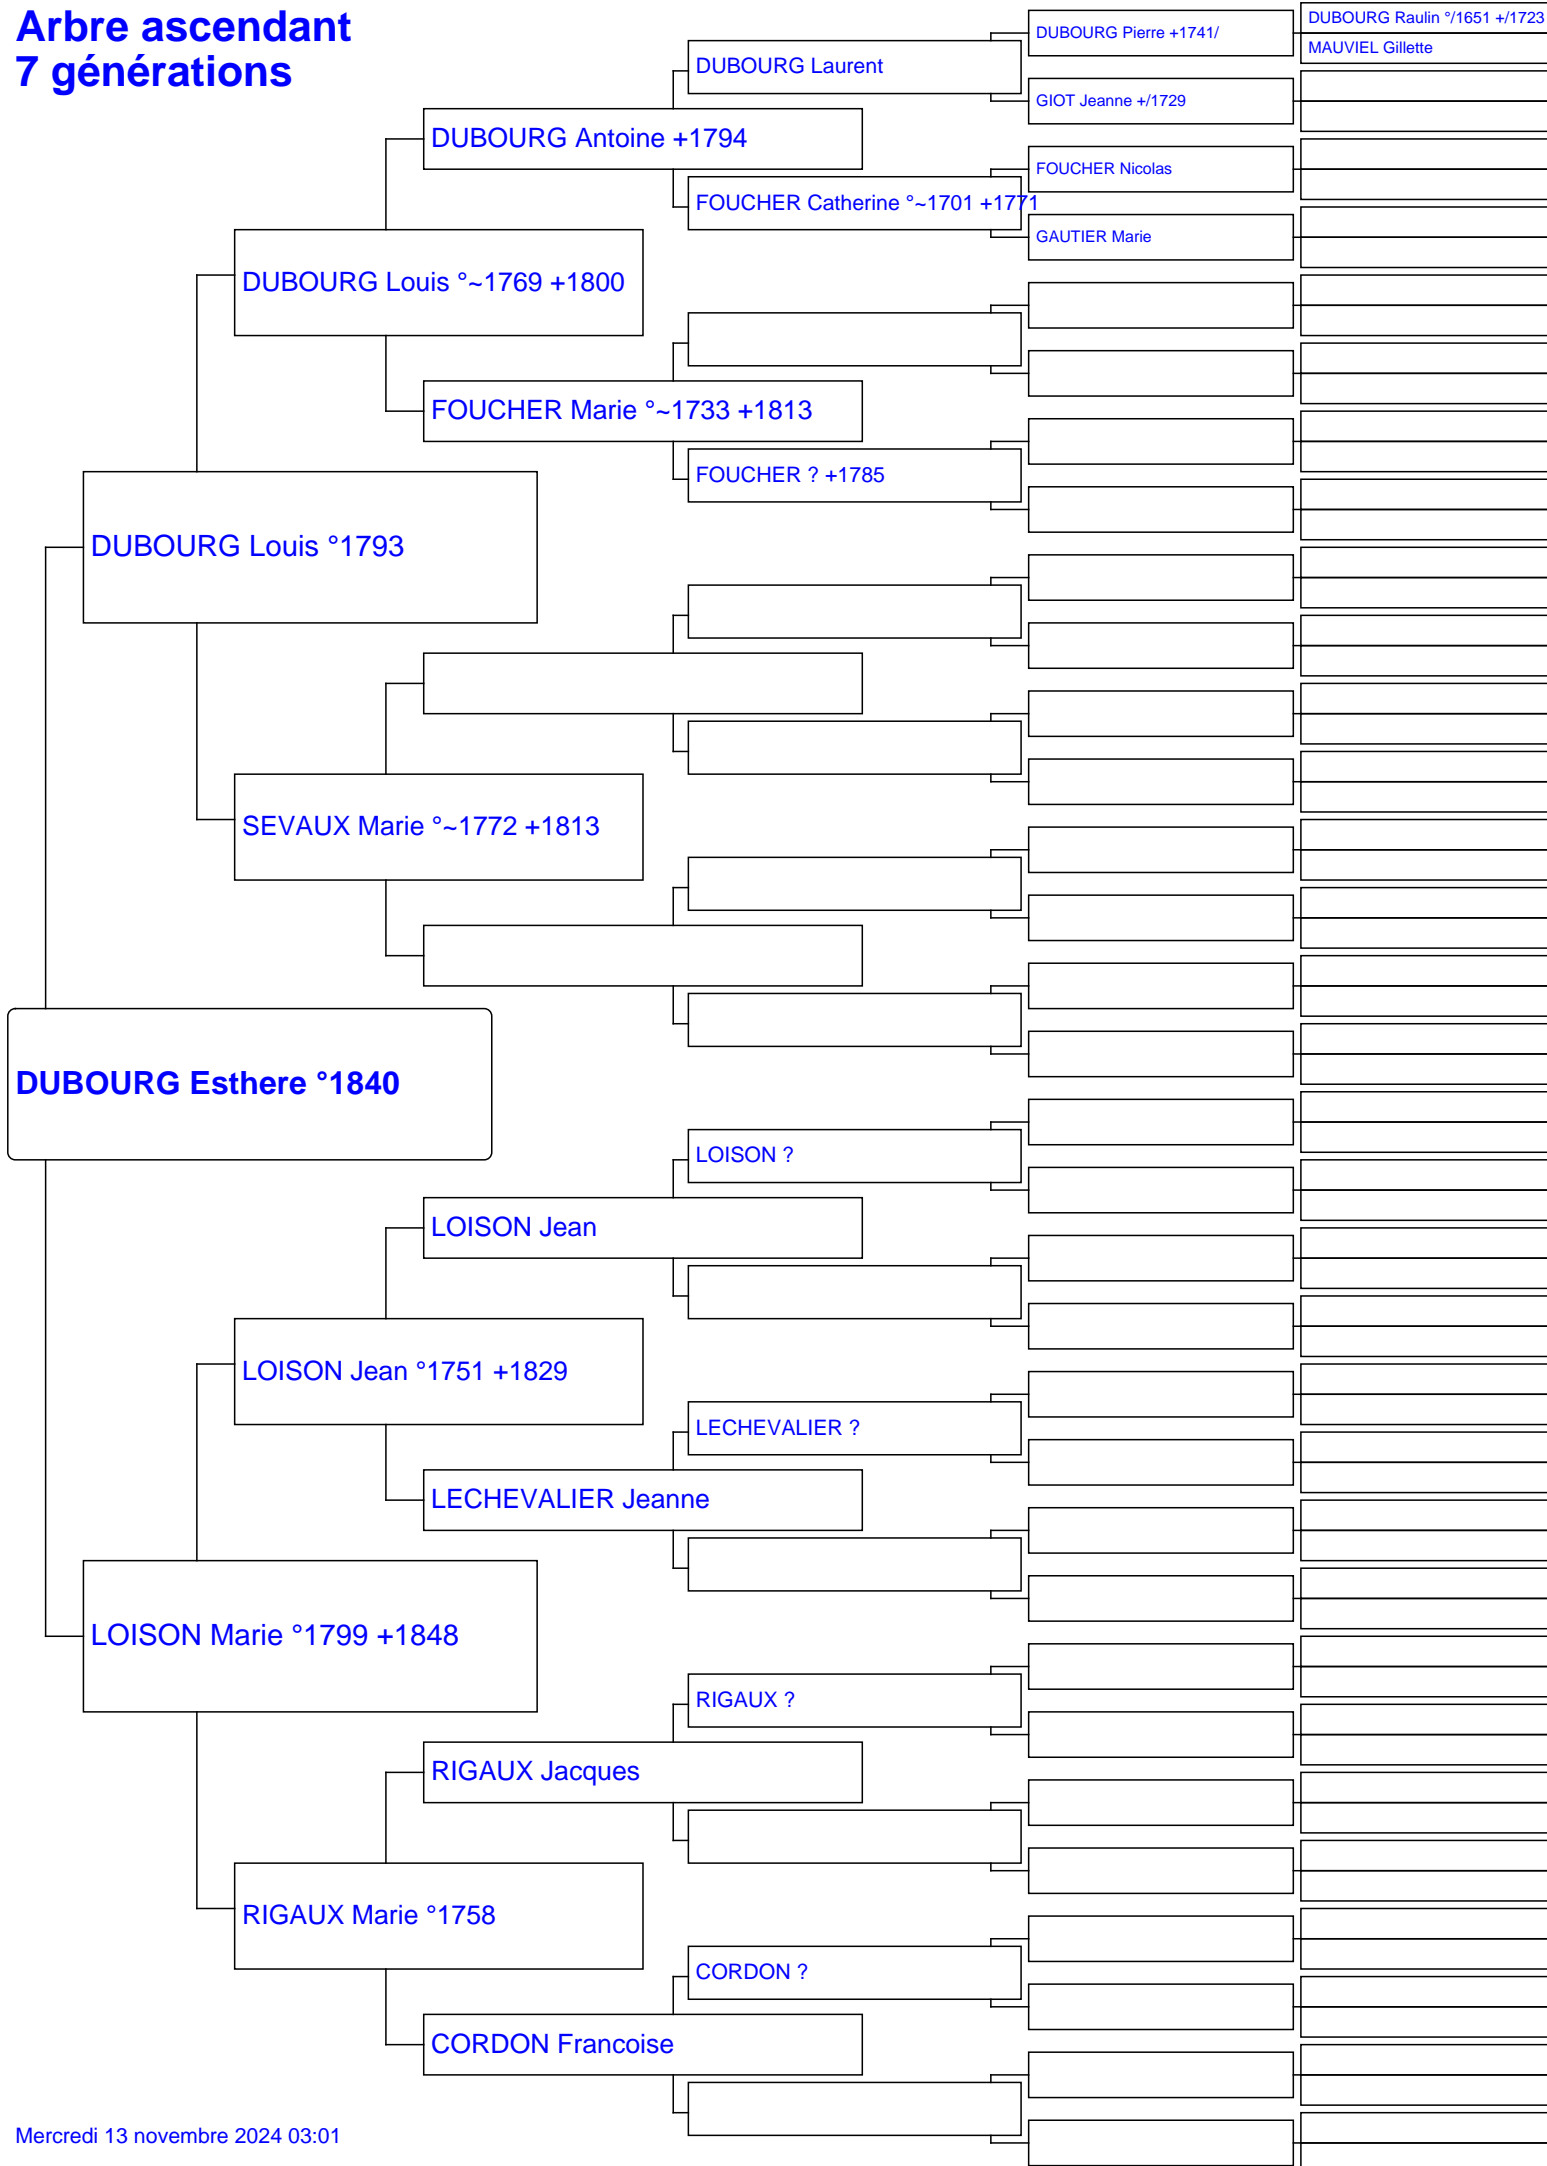 Arbre ascendant
7 générations
DUBOURG Raulin °/1651 +/1723
DUBOURG Pierre +1741/
MAUVIEL Gillette
DUBOURG Laurent
GIOT Jeanne +/1729
DUBOURG Antoine +1794
FOUCHER Nicolas
FOUCHER Catherine °~1701 +1771
GAUTIER Marie
DUBOURG Louis °~1769 +1800
FOUCHER Marie °~1733 +1813
FOUCHER ? +1785
DUBOURG Louis °1793
SEVAUX Marie °~1772 +1813
DUBOURG Esthere °1840
LOISON ?
LOISON Jean
LOISON Jean °1751 +1829
LECHEVALIER ?
LECHEVALIER Jeanne
LOISON Marie °1799 +1848
RIGAUX ?
RIGAUX Jacques
RIGAUX Marie °1758
CORDON ?
CORDON Francoise
Mercredi 13 novembre 2024 03:01